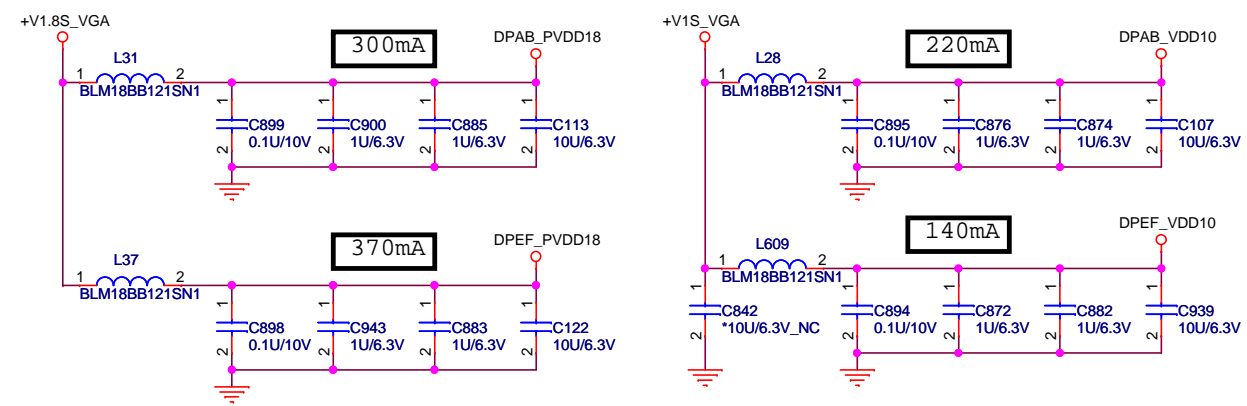 +V1.8S_VGA
300mA
DPAB_PVDD18
L31
1 2
BLM18BB121SN1
1 1 1 1
C899 C900 C885 C113
0.1U/10V 1U/6.3V 1U/6.3V 10U/6.3V
2 2 2 2
370mA
DPEF_PVDD18
L37
1 2
BLM18BB121SN1
1 1 1 1
C898 C943 C883 C122
0.1U/10V 1U/6.3V 1U/6.3V 10U/6.3V
2 2 2 2
+V1S_VGA
220mA
DPAB_VDD10
L28
1 2
BLM18BB121SN1
1 1 1 1
C895 C876 C874 C107
0.1U/10V 1U/6.3V 1U/6.3V 10U/6.3V
2 2 2 2
140mA
DPEF_VDD10
L609
1 2
BLM18BB121SN1
1 1 1 1 1
C842 C894 C872 C882 C939
*10U/6.3V_NC 0.1U/10V 1U/6.3V 1U/6.3V 10U/6.3V
2 2 2 2 2